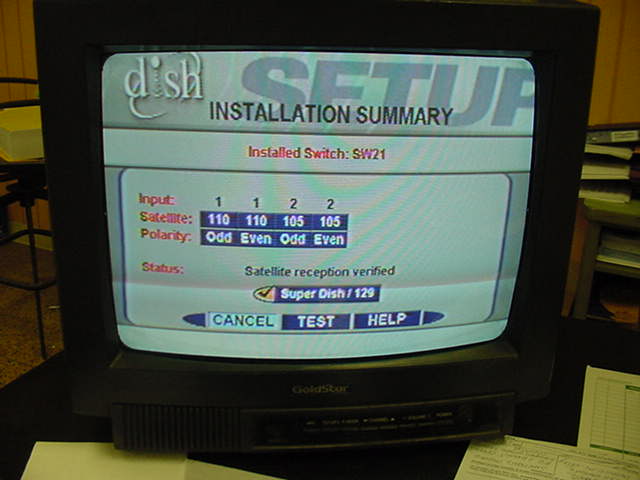 dish SETUP
INSTALLATION SUMMARY
Installed Switch: SW21
Input: 1 1 2 2
Satellite: 110 110 105 105
Polarity: Odd Even Odd Even
Status: Satellite reception verified
Super Dish / 129
CANCEL TEST HELP
GoldStar